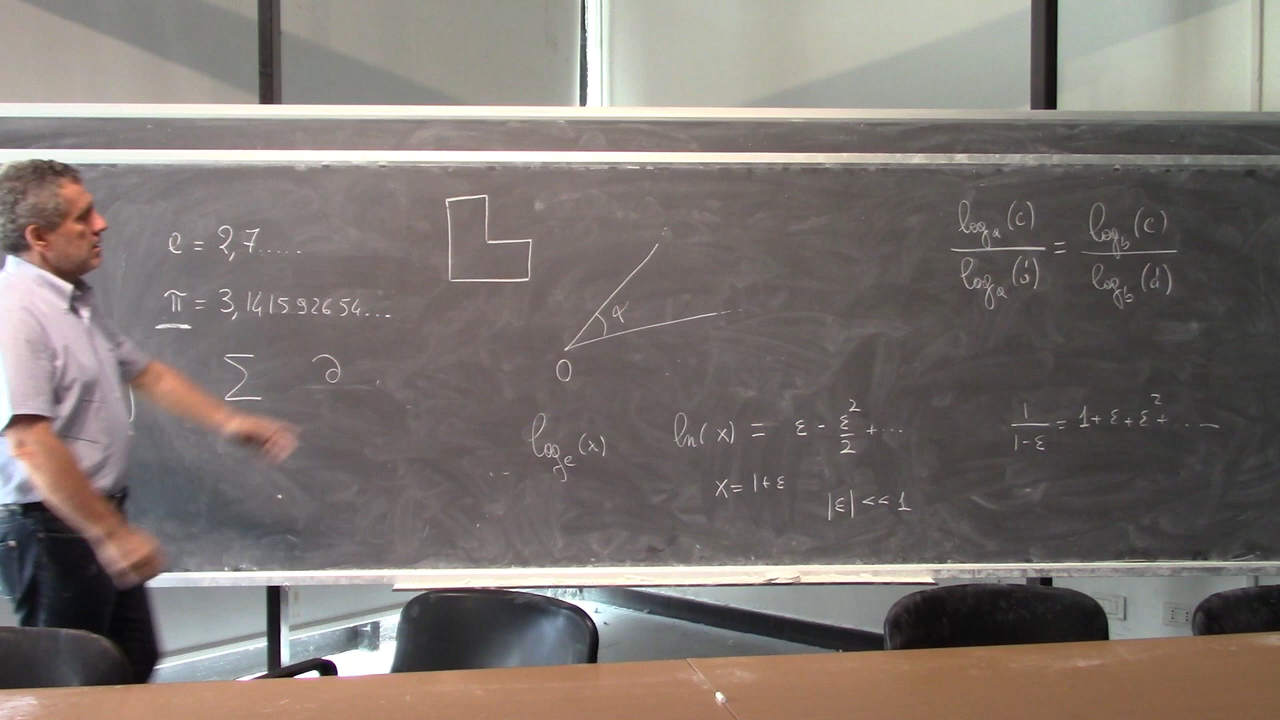 e = 2,7.....
π = 3,141592654...
Σ ∂
α
O
log_a(c)/log_a(d) = log_b(c)/log_b(d)
log_e(x)
ln(x) = ε - ε²/2 + ...
x = 1+ε
|ε| << 1
1/(1-ε) = 1+ε+ε²+.....